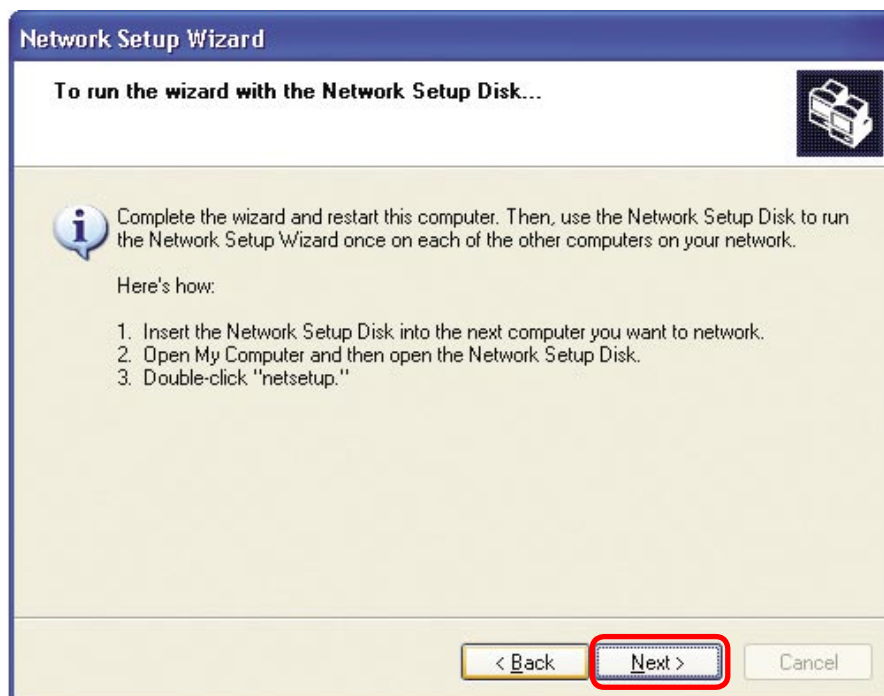 Network Setup Wizard
To run the wizard with the Network Setup Disk...
Complete the wizard and restart this computer. Then, use the Network Setup Disk to run
the Network Setup Wizard once on each of the other computers on your network.
Here's how:
1. Insert the Network Setup Disk into the next computer you want to network.
2. Open My Computer and then open the Network Setup Disk.
3. Double-click "netsetup."
< Back
Next >
Cancel